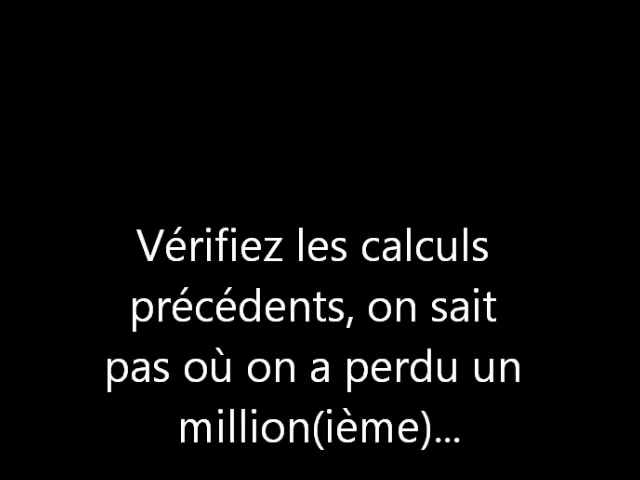 Vérifiez les calculs
précédents, on sait
pas où on a perdu un
million(ième)...